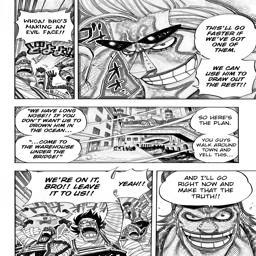 THIS'LL GO
FASTER IF
WE'VE GOT
ONE OF
THEM.
WE CAN
USE HIM TO
DRAW OUT
THE REST!!
WHOA! BRO'S
MAKING AN
EVIL FACE!!
SO HERE'S
THE PLAN.
YOU GUYS
WALK AROUND
TOWN AND
YELL THIS...
"WE HAVE LONG
NOSE!! IF YOU
DON'T WANT US TO
DROWN HIM IN
THE OCEAN...
"...COME TO
THE WAREHOUSE
UNDER THE
BRIDGE!"
AND I'LL GO
RIGHT NOW AND
MAKE THAT THE
TRUTH!!
WE'RE ON IT,
BRO!! LEAVE
IT TO US!!
YEAH!!